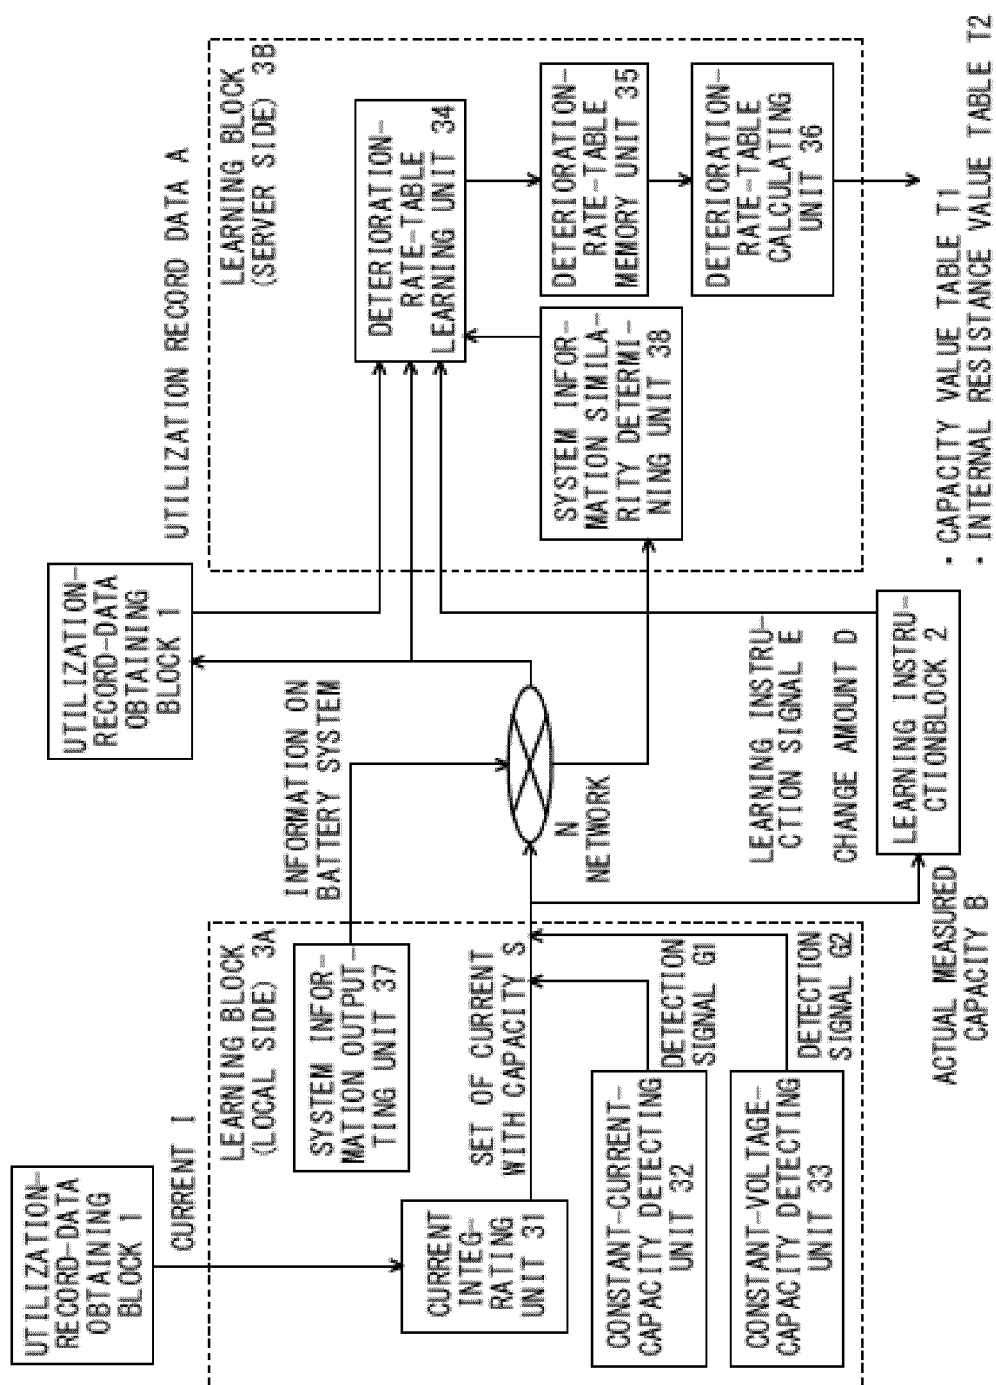 UTILIZATION-
RECORD-DATA
OBTAINING
BLOCK 1
CURRENT I
LEARNING BLOCK
(LOCAL SIDE) 3A
SYSTEM INFOR-
MATION OUTPUT-
TING UNIT 37
SET OF CURRENT
WITH CAPACITY S
CURRENT
INTEG-
RATING
UNIT 31
CONSTANT-CURRENT-
CAPACITY DETECTING
UNIT 32
DETECTION
SIGNAL G1
CONSTANT-VOLTAGE-
CAPACITY DETECTING
UNIT 33
DETECTION
SIGNAL G2
ACTUAL MEASURED
CAPACITY B
UTILIZATION-
RECORD-DATA
OBTAINING
BLOCK 1
INFORMATION ON
BATTERY SYSTEM
N
NETWORK
LEARNING INSTRU-
CTION SIGNAL E
CHANGE AMOUNT D
LEARNING INSTRU-
CTIONBLOCK 2
UTILIZATION RECORD DATA A
LEARNING BLOCK
(SERVER SIDE) 3B
DETERIORATION-
RATE-TABLE
LEARNING UNIT 34
SYSTEM INFOR-
MATION SIMILA-
RITY DETERMI-
NING UNIT 38
DETERIORATION-
RATE-TABLE
MEMORY UNIT 35
DETERIORATION-
RATE-TABLE
CALCULATING
UNIT 36
・CAPACITY VALUE TABLE T1
・INTERNAL RESISTANCE VALUE TABLE T2